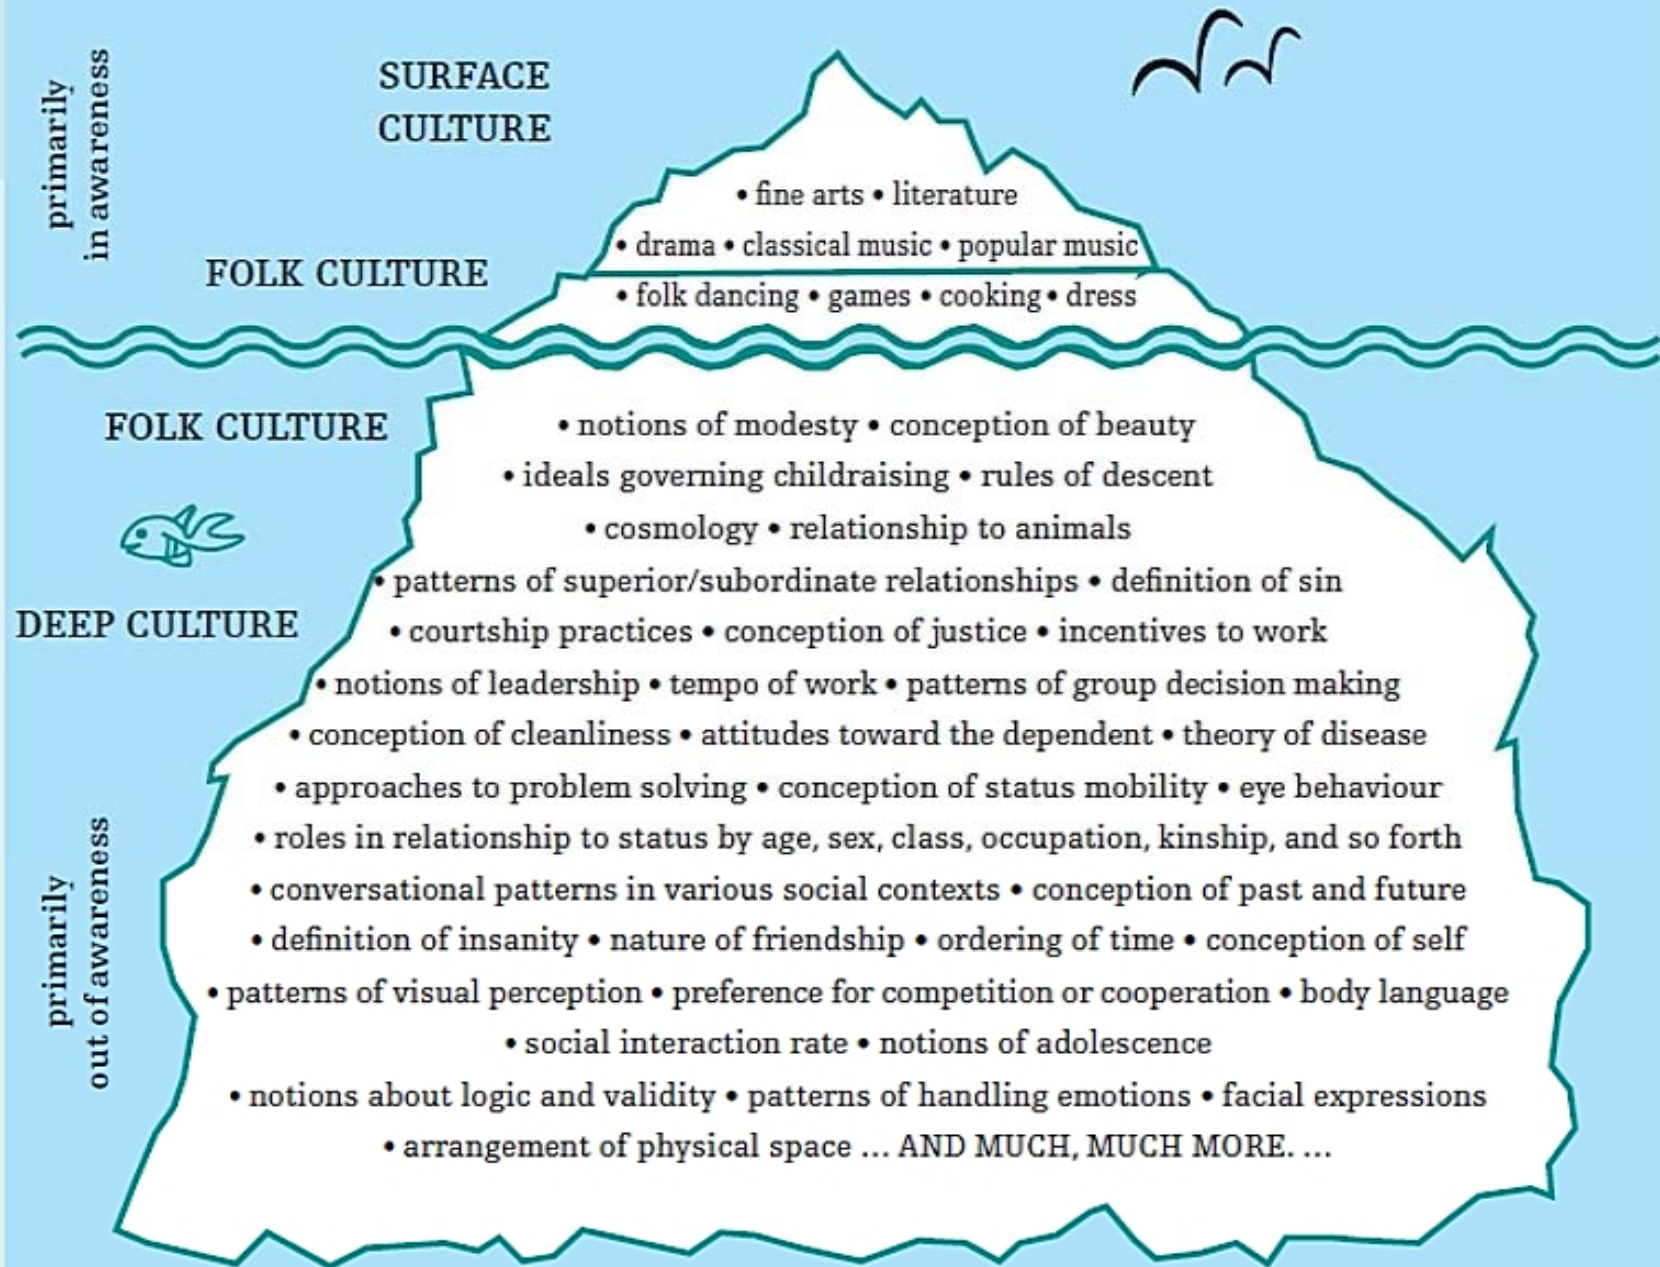 primarily
in awareness
SURFACE
CULTURE
• fine arts • literature
• drama • classical music • popular music
FOLK CULTURE
• folk dancing • games • cooking • dress
FOLK CULTURE
• notions of modesty • conception of beauty
• ideals governing childraising • rules of descent
• cosmology • relationship to animals
• patterns of superior/subordinate relationships • definition of sin
DEEP CULTURE
• courtship practices • conception of justice • incentives to work
• notions of leadership • tempo of work • patterns of group decision making
• conception of cleanliness • attitudes toward the dependent • theory of disease
• approaches to problem solving • conception of status mobility • eye behaviour
• roles in relationship to status by age, sex, class, occupation, kinship, and so forth
primarily
out of awareness
• conversational patterns in various social contexts • conception of past and future
• definition of insanity • nature of friendship • ordering of time • conception of self
• patterns of visual perception • preference for competition or cooperation • body language
• social interaction rate • notions of adolescence
• notions about logic and validity • patterns of handling emotions • facial expressions
• arrangement of physical space ... AND MUCH, MUCH MORE. ...